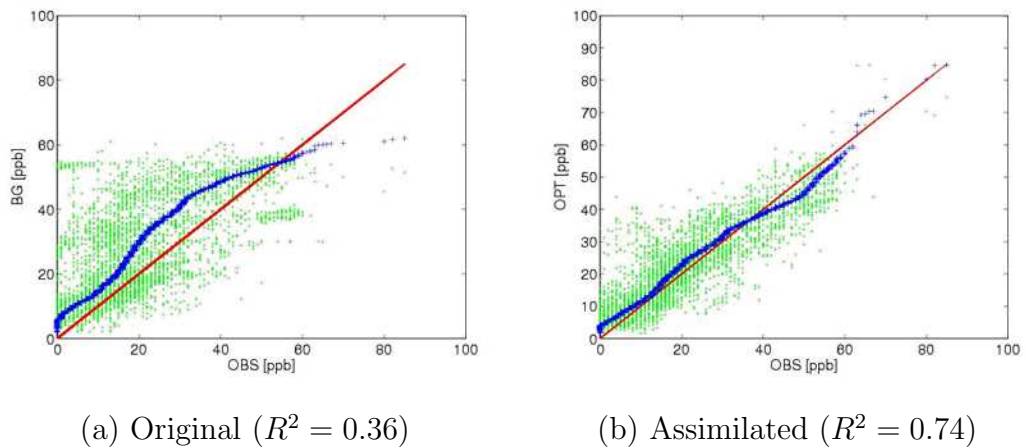 100
80
60
40
20
0
BG [ppb]
0 20 40 60 80 100
OBS [ppb]
(a) Original (R² = 0.36)
100
90
80
70
60
50
40
30
20
10
0
OPT [ppb]
0 20 40 60 80 100
OBS [ppb]
(b) Assimilated (R² = 0.74)